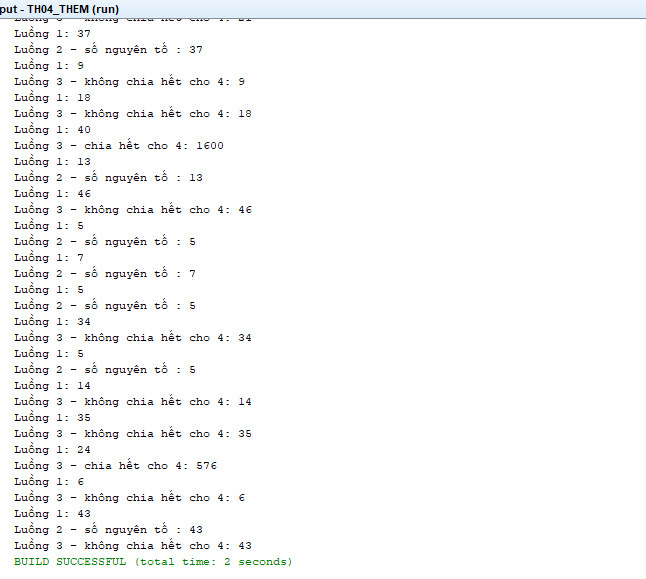 put - TH04_THEM (run)
Luồng 3 - không chia hết cho 4: 21
Luồng 1: 37
Luồng 2 - số nguyên tố : 37
Luồng 1: 9
Luồng 3 - không chia hết cho 4: 9
Luồng 1: 18
Luồng 3 - không chia hết cho 4: 18
Luồng 1: 40
Luồng 3 - chia hết cho 4: 1600
Luồng 1: 13
Luồng 2 - số nguyên tố : 13
Luồng 1: 46
Luồng 3 - không chia hết cho 4: 46
Luồng 1: 5
Luồng 2 - số nguyên tố : 5
Luồng 1: 7
Luồng 2 - số nguyên tố : 7
Luồng 1: 5
Luồng 2 - số nguyên tố : 5
Luồng 1: 34
Luồng 3 - không chia hết cho 4: 34
Luồng 1: 5
Luồng 2 - số nguyên tố : 5
Luồng 1: 14
Luồng 3 - không chia hết cho 4: 14
Luồng 1: 35
Luồng 3 - không chia hết cho 4: 35
Luồng 1: 24
Luồng 3 - chia hết cho 4: 576
Luồng 1: 6
Luồng 3 - không chia hết cho 4: 6
Luồng 1: 43
Luồng 2 - số nguyên tố : 43
Luồng 3 - không chia hết cho 4: 43
BUILD SUCCESSFUL (total time: 2 seconds)